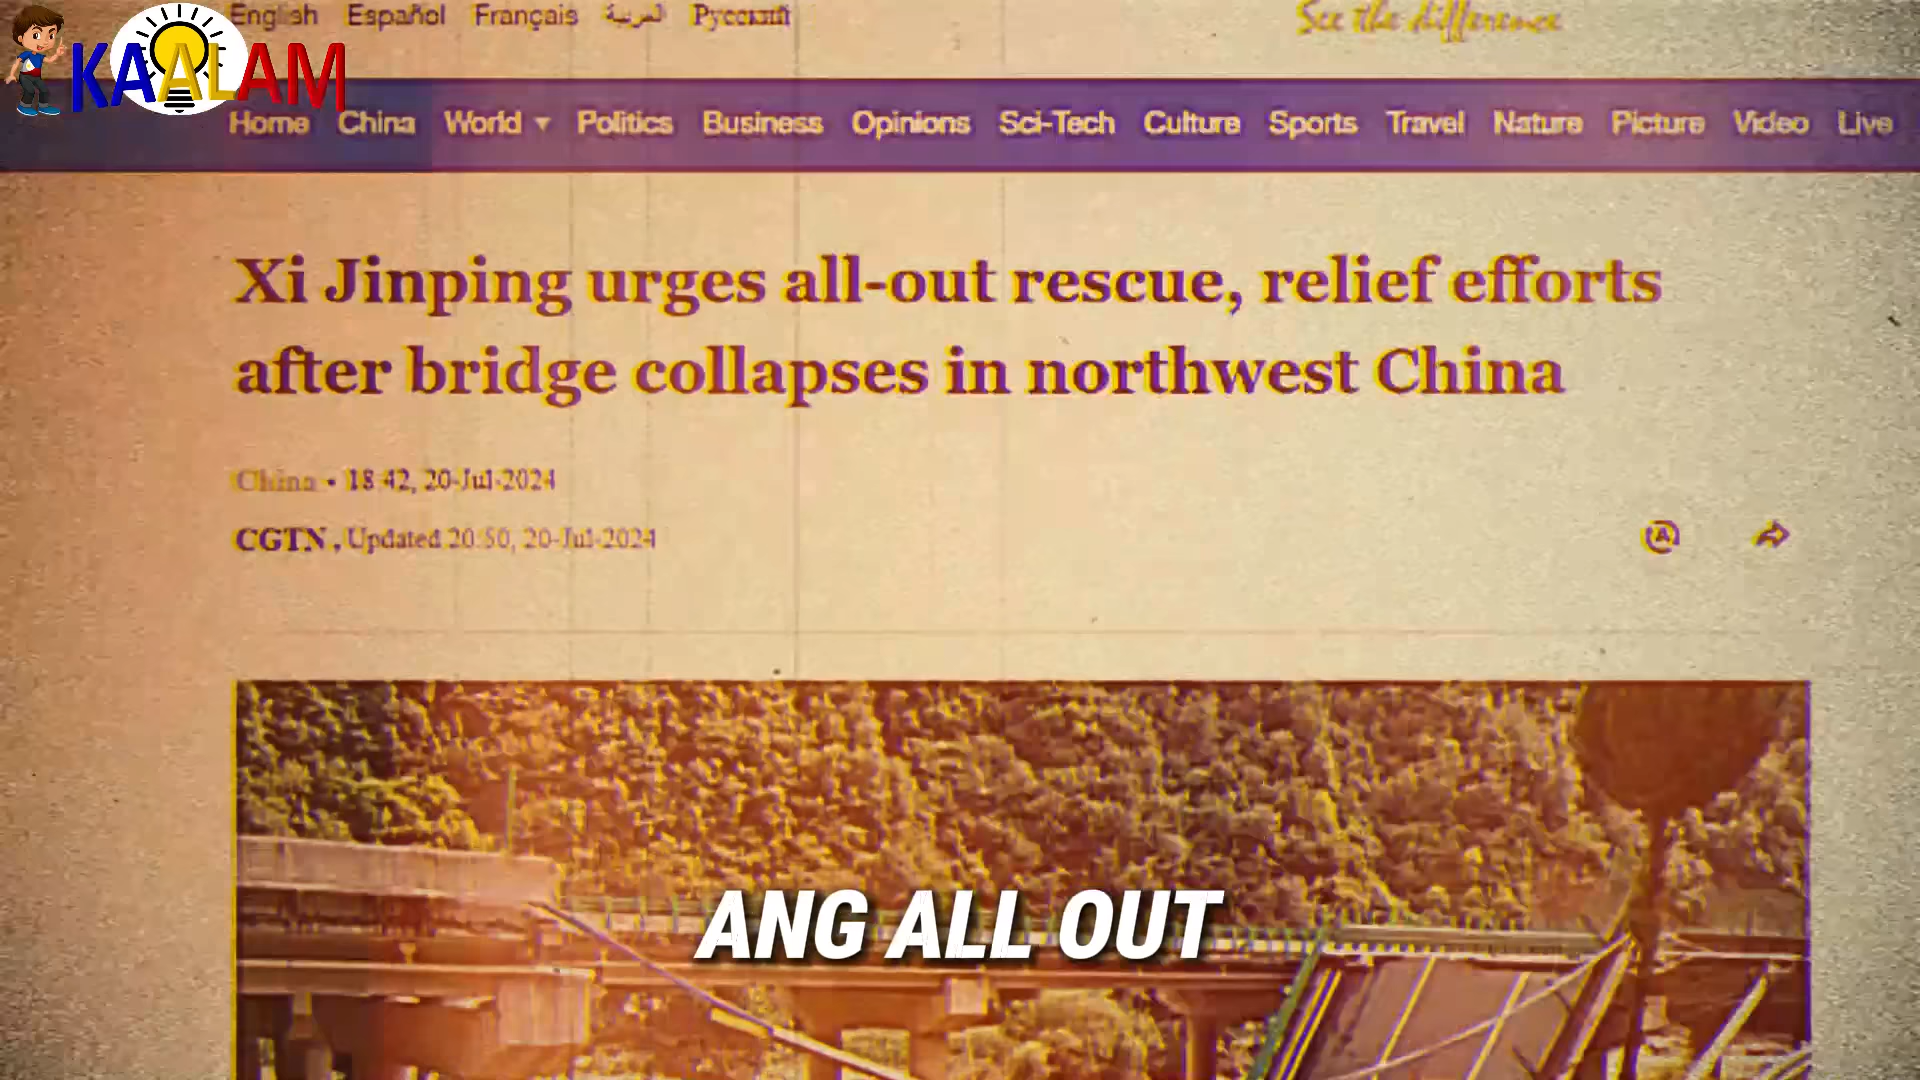 English Español Français العربية Русский
See the difference
KAALAM
Home China World ▾ Politics Business Opinions Sci-Tech Culture Sports Travel Nature Picture Video Live
Xi Jinping urges all-out rescue, relief efforts
after bridge collapses in northwest China
China • 18:42, 20-Jul-2024
CGTN, Updated 20:50, 20-Jul-2024
ANG ALL OUT